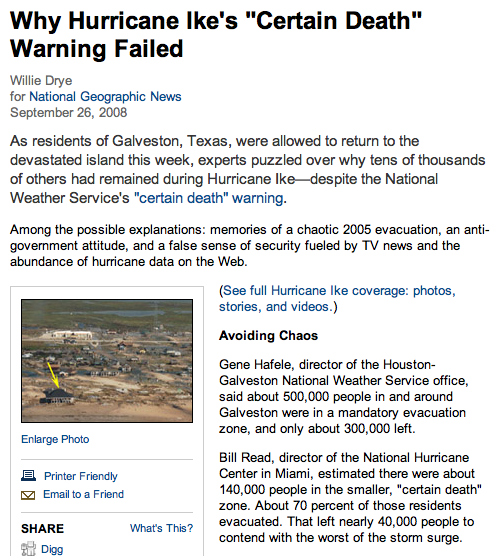 Why Hurricane Ike's "Certain Death"
Warning Failed
Willie Drye
for National Geographic News
September 26, 2008
As residents of Galveston, Texas, were allowed to return to the
devastated island this week, experts puzzled over why tens of thousands
of others had remained during Hurricane Ike—despite the National
Weather Service's "certain death" warning.
Among the possible explanations: memories of a chaotic 2005 evacuation, an anti-
government attitude, and a false sense of security fueled by TV news and the
abundance of hurricane data on the Web.
Enlarge Photo
Printer Friendly
Email to a Friend
SHARE What's This?
Digg
(See full Hurricane Ike coverage: photos,
stories, and videos.)
Avoiding Chaos
Gene Hafele, director of the Houston-
Galveston National Weather Service office,
said about 500,000 people in and around
Galveston were in a mandatory evacuation
zone, and only about 300,000 left.
Bill Read, director of the National Hurricane
Center in Miami, estimated there were about
140,000 people in the smaller, "certain death"
zone. About 70 percent of those residents
evacuated. That left nearly 40,000 people to
contend with the worst of the storm surge.